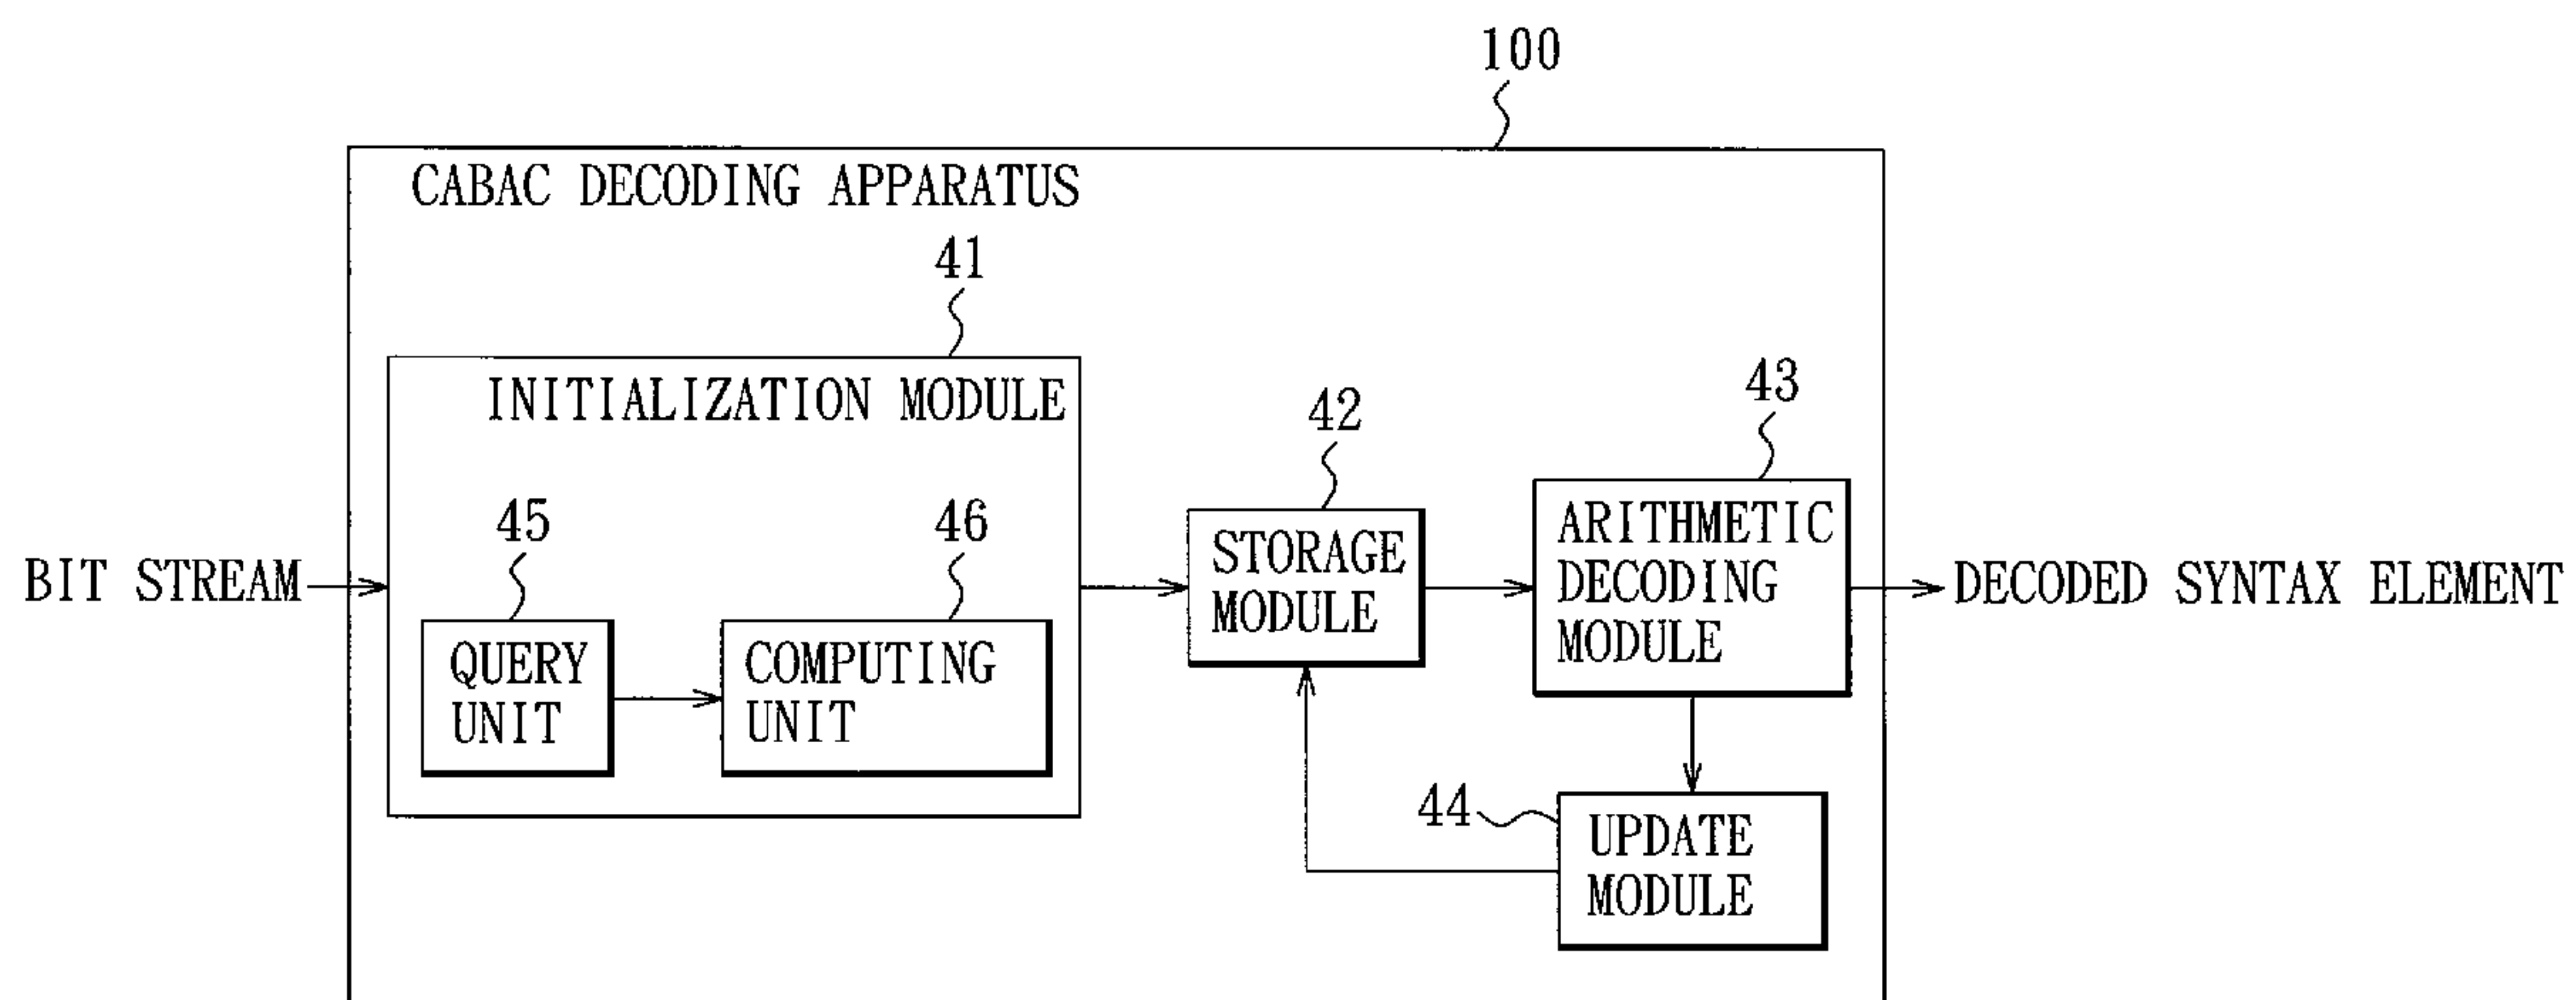 100
CABAC DECODING APPARATUS
41
INITIALIZATION MODULE
45
46
QUERY
UNIT
COMPUTING
UNIT
BIT STREAM
42
STORAGE
MODULE
43
ARITHMETIC
DECODING
MODULE
DECODED SYNTAX ELEMENT
44
UPDATE
MODULE